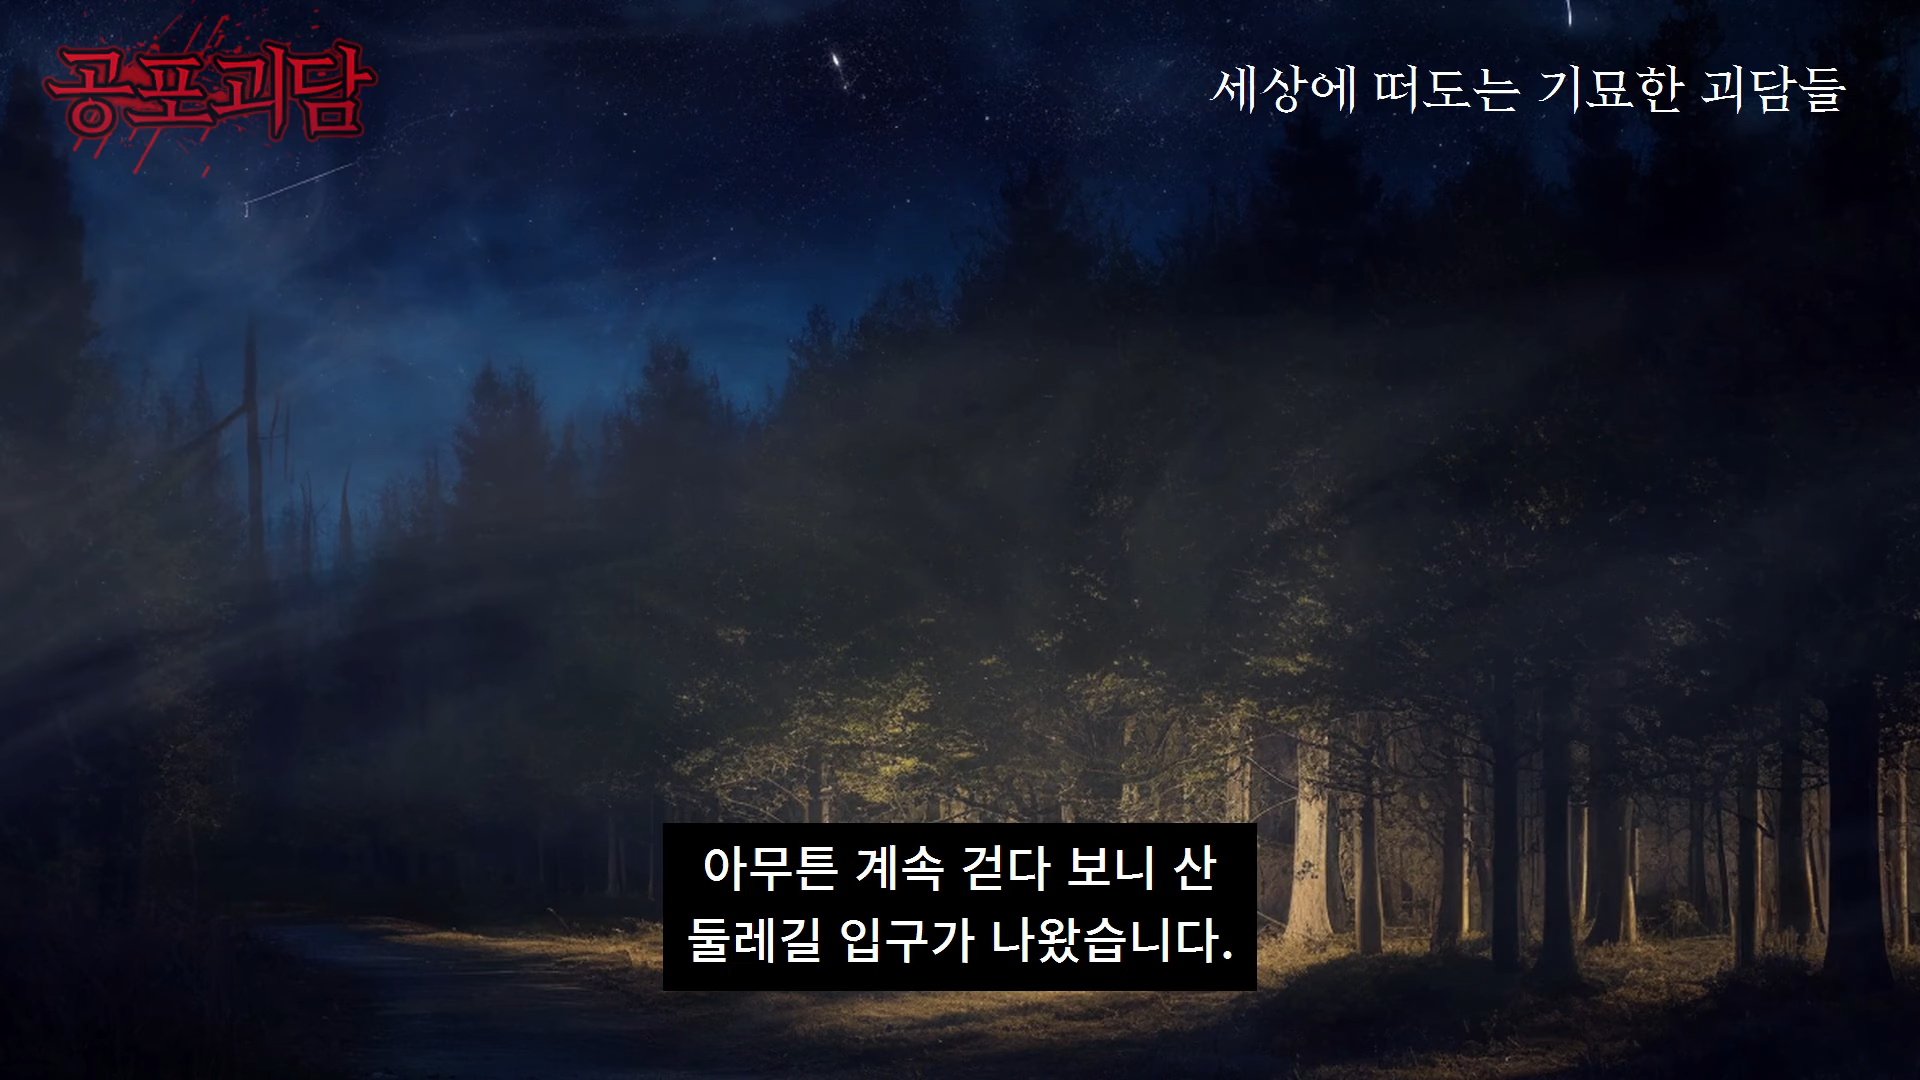 공포괴담
세상에 떠도는 기묘한 괴담들
아무튼 계속 걷다 보니 산
둘레길 입구가 나왔습니다.